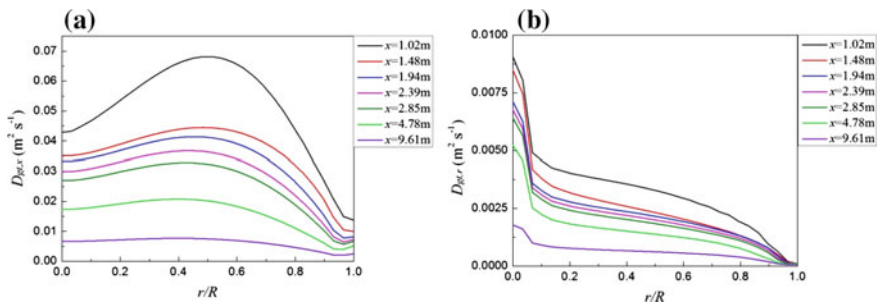 (a)
0.07
0.06
0.05
0.04
0.03
0.02
0.01
0.00
D_{gt,x} (m² s⁻¹)
0.0 0.2 0.4 0.6 0.8 1.0
r/R
x=1.02m
x=1.48m
x=1.94m
x=2.39m
x=2.85m
x=4.78m
x=9.61m
(b)
0.0100
0.0075
0.0050
0.0025
0.0000
D_{gt,r} (m² s⁻¹)
0.0 0.2 0.4 0.6 0.8 1.0
r/R
x=1.02m
x=1.48m
x=1.94m
x=2.39m
x=2.85m
x=4.78m
x=9.61m